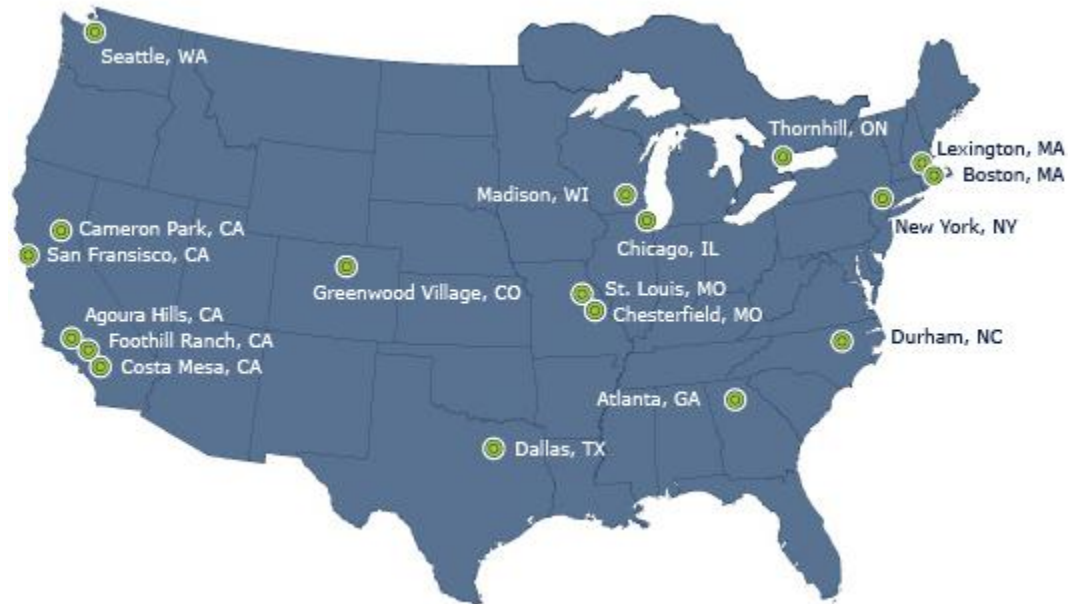 Seattle, WA
Thornhill, ON
Lexington, MA
Boston, MA
Madison, WI
New York, NY
Cameron Park, CA
Chicago, IL
San Fransisco, CA
Greenwood Village, CO
St. Louis, MO
Chesterfield, MO
Agoura Hills, CA
Foothill Ranch, CA
Durham, NC
Costa Mesa, CA
Atlanta, GA
Dallas, TX